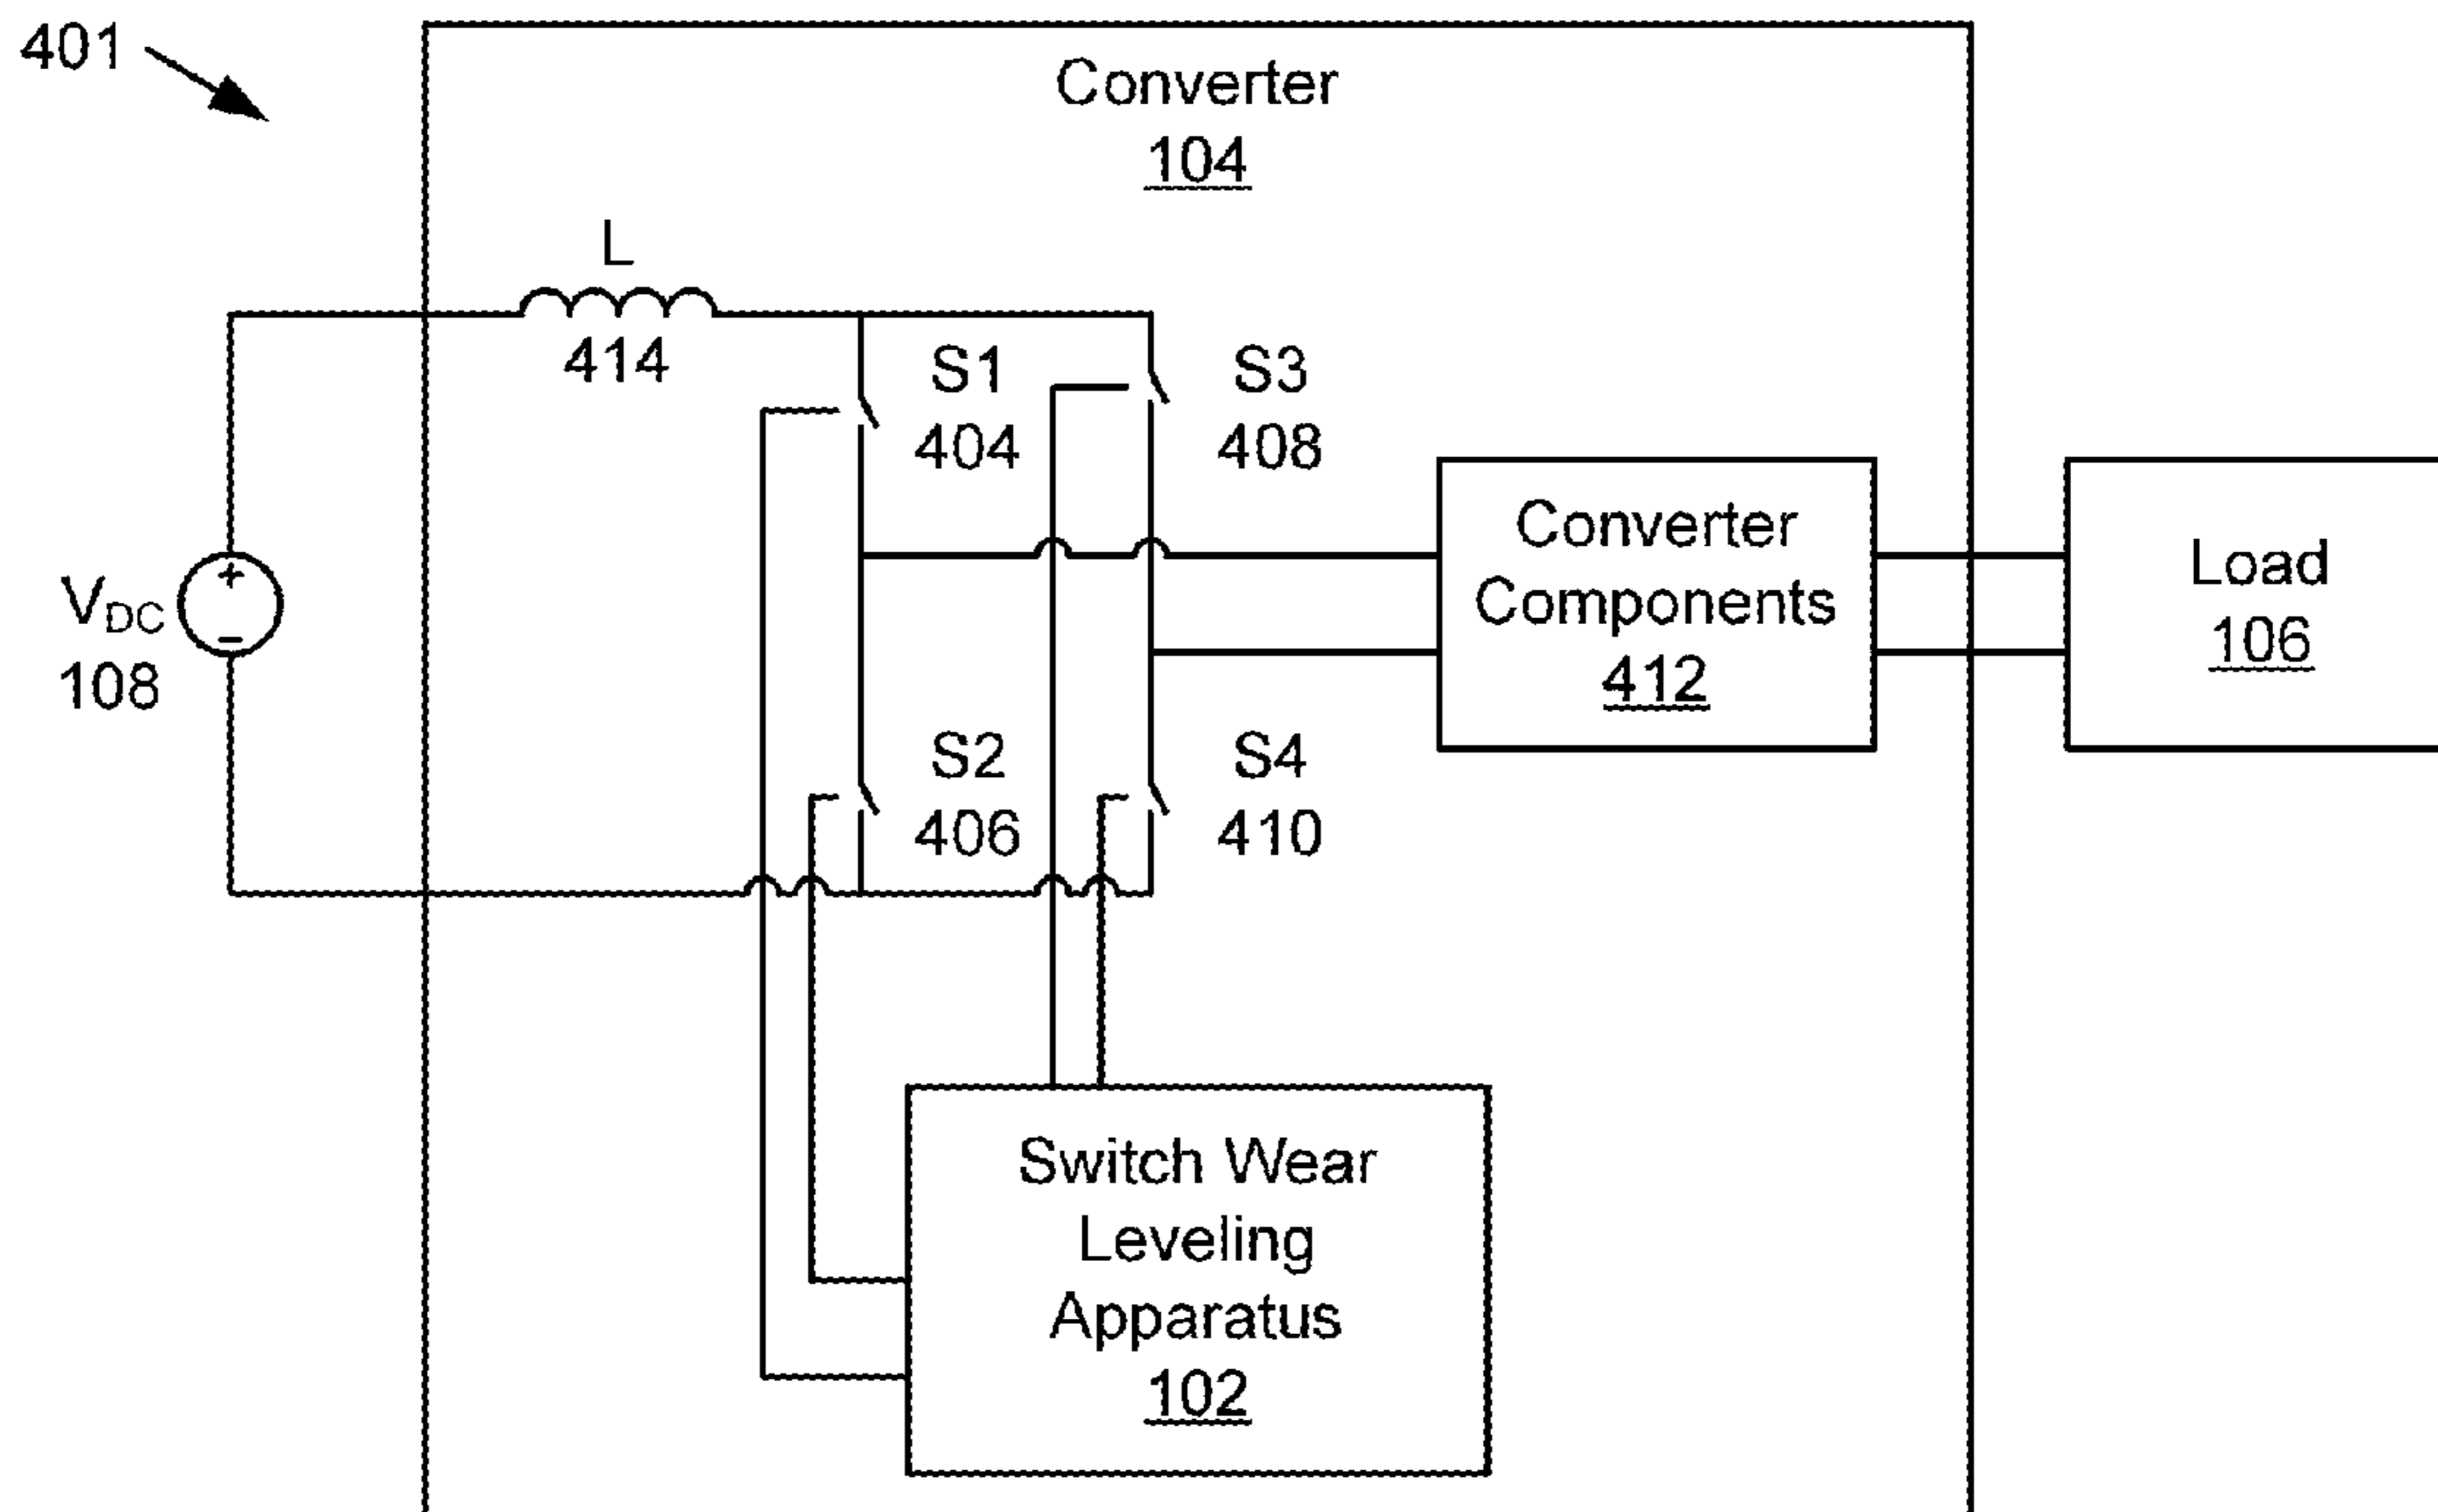 401
Converter
104
L
414
S1
404
S3
408
+
−
V_DC
108
Converter
Components
412
Load
106
S2
406
S4
410
Switch Wear
Leveling
Apparatus
102